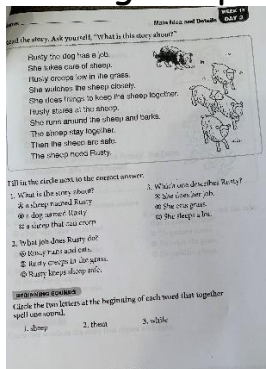 Main Idea and Details
WEEK 1
DAY 3
Read the story. Ask yourself, "What is this story about?"
Rusty the dog has a job.
She takes care of sheep.
Rusty creeps low in the grass.
She watches the sheep closely.
She does things to keep the sheep together.
Rusty stares at the sheep.
She runs around the sheep and barks.
The sheep stay together.
Then the sheep are safe.
The sheep need Rusty.
Fill in the circle next to the correct answer.
1. What is the story about?
a sheep named Rusty
a dog named Rusty
a sheep that can creep
2. What job does Rusty do?
Rusty runs and eats.
Rusty creeps in the grass.
Rusty keeps sheep safe.
3. Which one describes Rusty?
She does her job.
She eats grass.
She sleeps a lot.
BEGINNING SOUNDS
Circle the two letters at the beginning of each word that together
spell one sound.
1. sheep
2. them
3. while